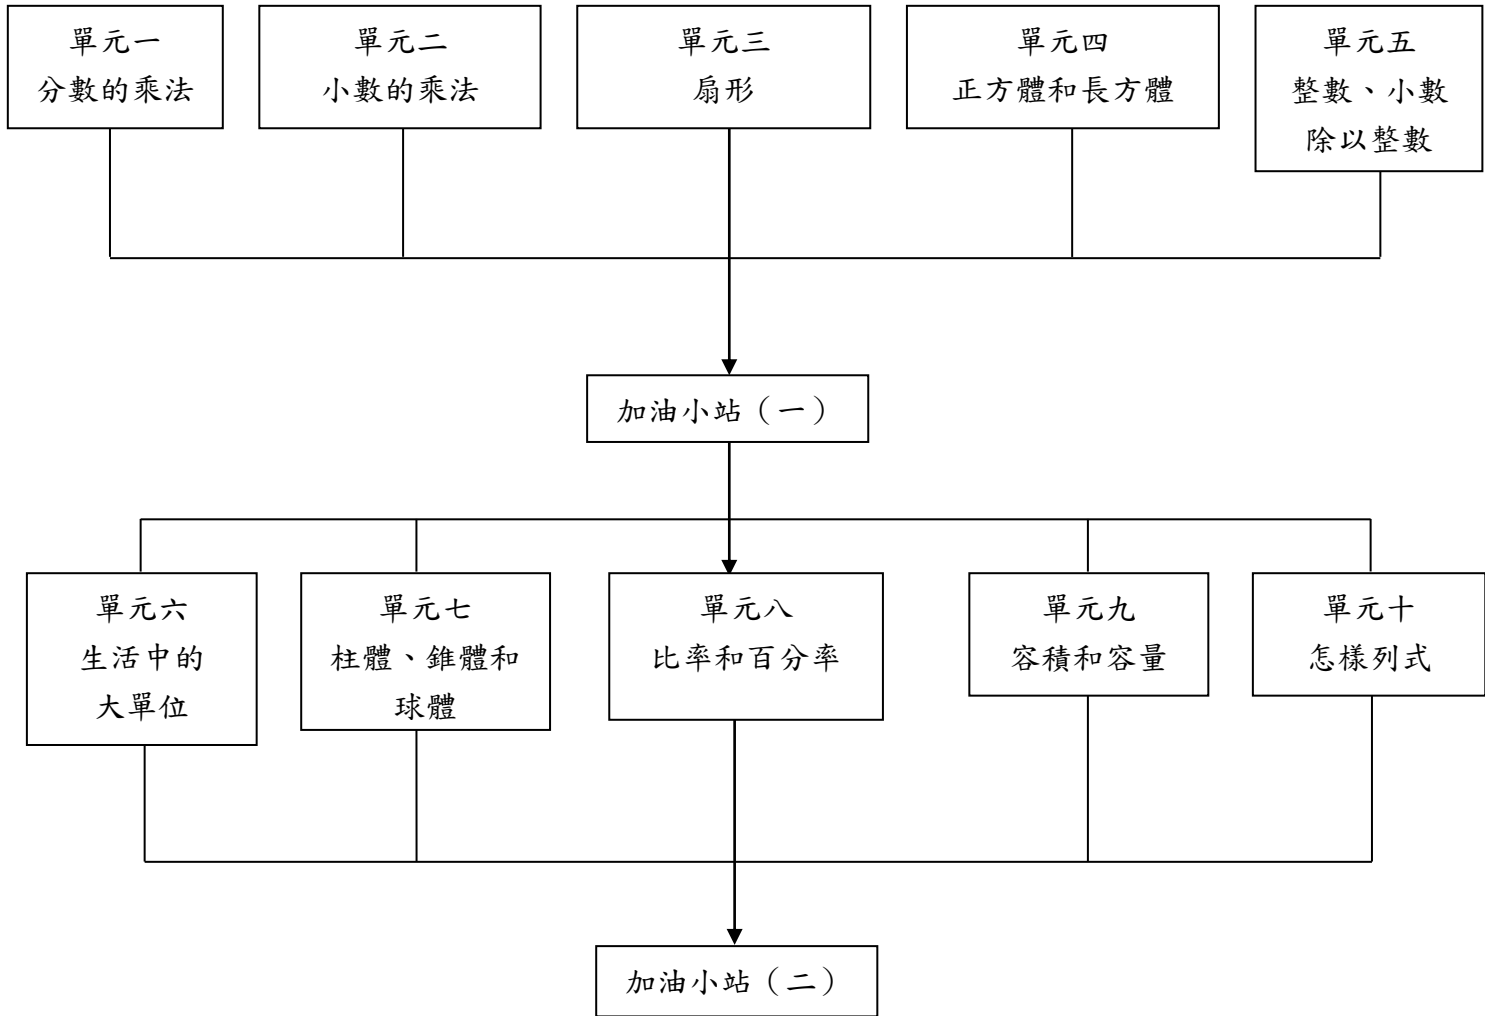 單元一
分數的乘法
單元二
小數的乘法
單元三
扇形
單元四
正方體和長方體
單元五
整數、小數
除以整數
加油小站（一）
單元六
生活中的
大單位
單元七
柱體、錐體和
球體
單元八
比率和百分率
單元九
容積和容量
單元十
怎樣列式
加油小站（二）